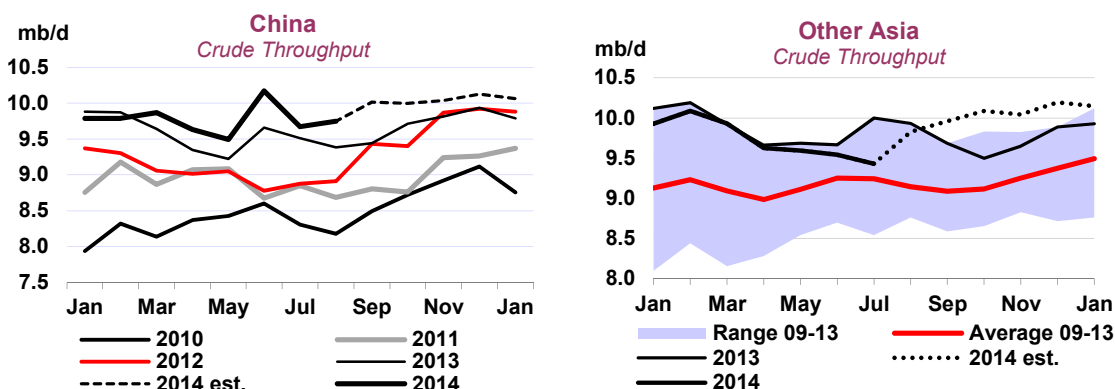 China
mb/d
Crude Throughput
10.5
10.0
9.5
9.0
8.5
8.0
7.5
Jan Mar May Jul Sep Nov Jan
2010 2011
2012 2013
2014 est. 2014
Other Asia
mb/d
Crude Throughput
10.5
10.0
9.5
9.0
8.5
8.0
Jan Mar May Jul Sep Nov Jan
Range 09-13 Average 09-13
2013 2014 est.
2014